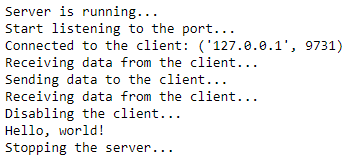 Server is running...
Start listening to the port...
Connected to the client: ('127.0.0.1', 9731)
Receiving data from the client...
Sending data to the client...
Receiving data from the client...
Disabling the client...
Hello, world!
Stopping the server...